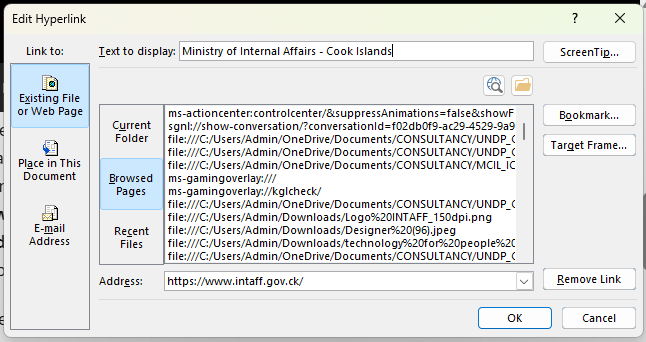 Edit Hyperlink
Link to:
Text to display:
Ministry of Internal Affairs - Cook Islands
ScreenTip...
Existing File
or Web Page
Place in This
Document
E-mail
Address
Current
Folder
Browsed
Pages
Recent
Files
ms-actioncenter:controlcenter/&suppressAnimations=false&showF
sgnl://show-conversation/?conversationId=f02db0f9-ac29-4529-9a9
file:///C:/Users/Admin/OneDrive/Documents/CONSULTANCY/UNDP_C
file:///C:/Users/Admin/OneDrive/Documents/CONSULTANCY/UNDP_C
file:///C:/Users/Admin/OneDrive/Documents/CONSULTANCY/MCIL_IC
ms-gamingoverlay:///
ms-gamingoverlay://kglcheck/
file:///C:/Users/Admin/OneDrive/Documents/CONSULTANCY/UNDP_C
file:///C:/Users/Admin/Downloads/Logo%20INTAFF_150dpi.png
file:///C:/Users/Admin/Downloads/Designer%20(96).jpeg
file:///C:/Users/Admin/Downloads/technology%20for%20people%20
file:///C:/Users/Admin/OneDrive/Documents/CONSULTANCY/UNDP_C
Bookmark...
Target Frame...
Address:
https://www.intaff.gov.ck/
Remove Link
OK
Cancel